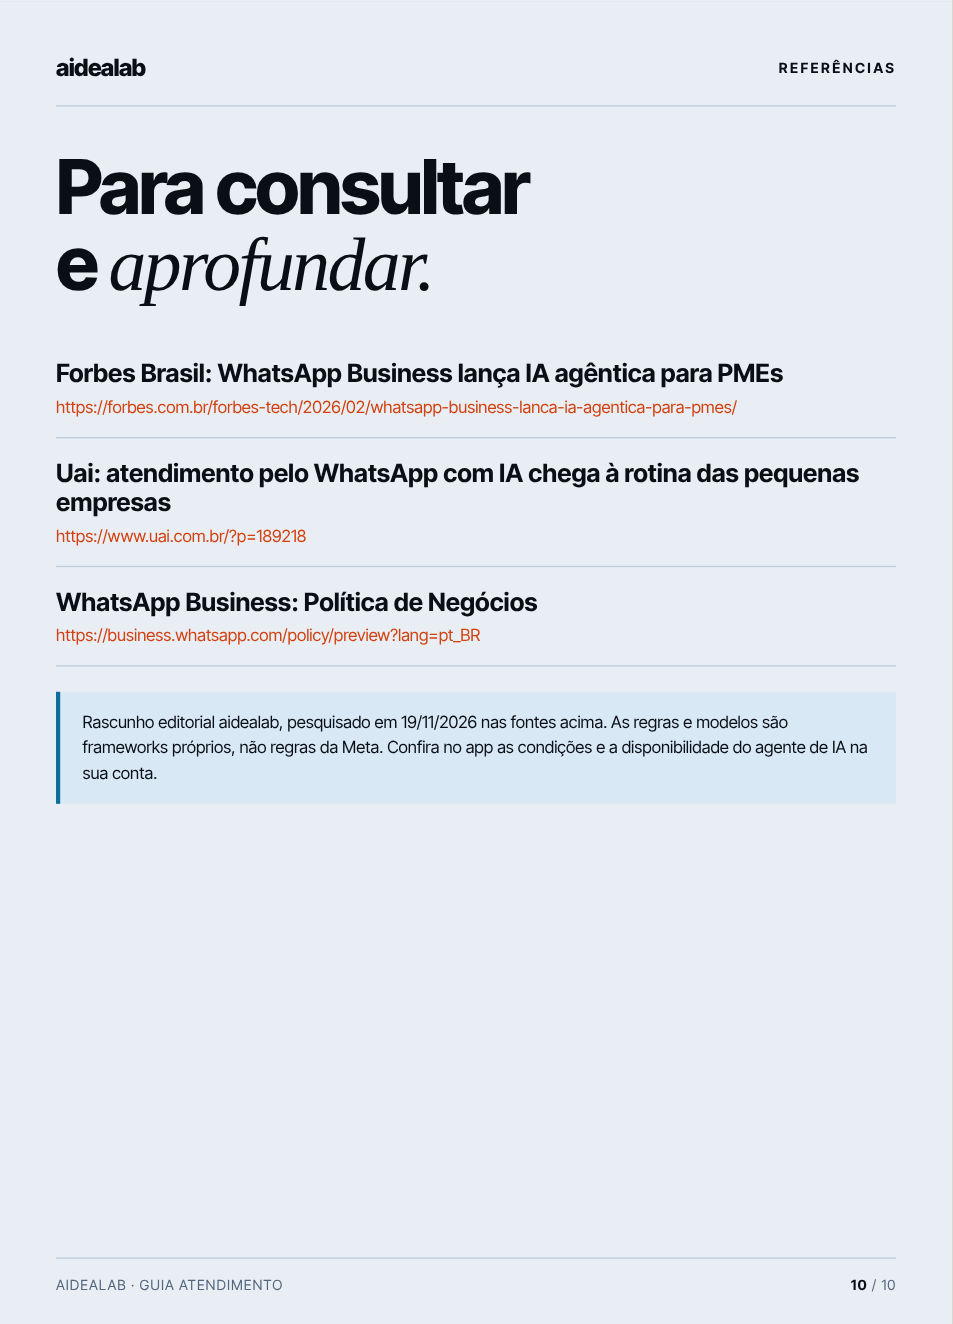 aidealab
REFERÊNCIAS
Para consultar
e aprofundar.
Forbes Brasil: WhatsApp Business lança IA agêntica para PMEs
https://forbes.com.br/forbes-tech/2026/02/whatsapp-business-lanca-ia-agentica-para-pmes/
Uai: atendimento pelo WhatsApp com IA chega à rotina das pequenas
empresas
https://www.uai.com.br/?p=189218
WhatsApp Business: Política de Negócios
https://business.whatsapp.com/policy/preview?lang=pt_BR
Rascunho editorial aidealab, pesquisado em 19/11/2026 nas fontes acima. As regras e modelos são
frameworks próprios, não regras da Meta. Confira no app as condições e a disponibilidade do agente de IA na
sua conta.
AIDEALAB · GUIA ATENDIMENTO
10 / 10